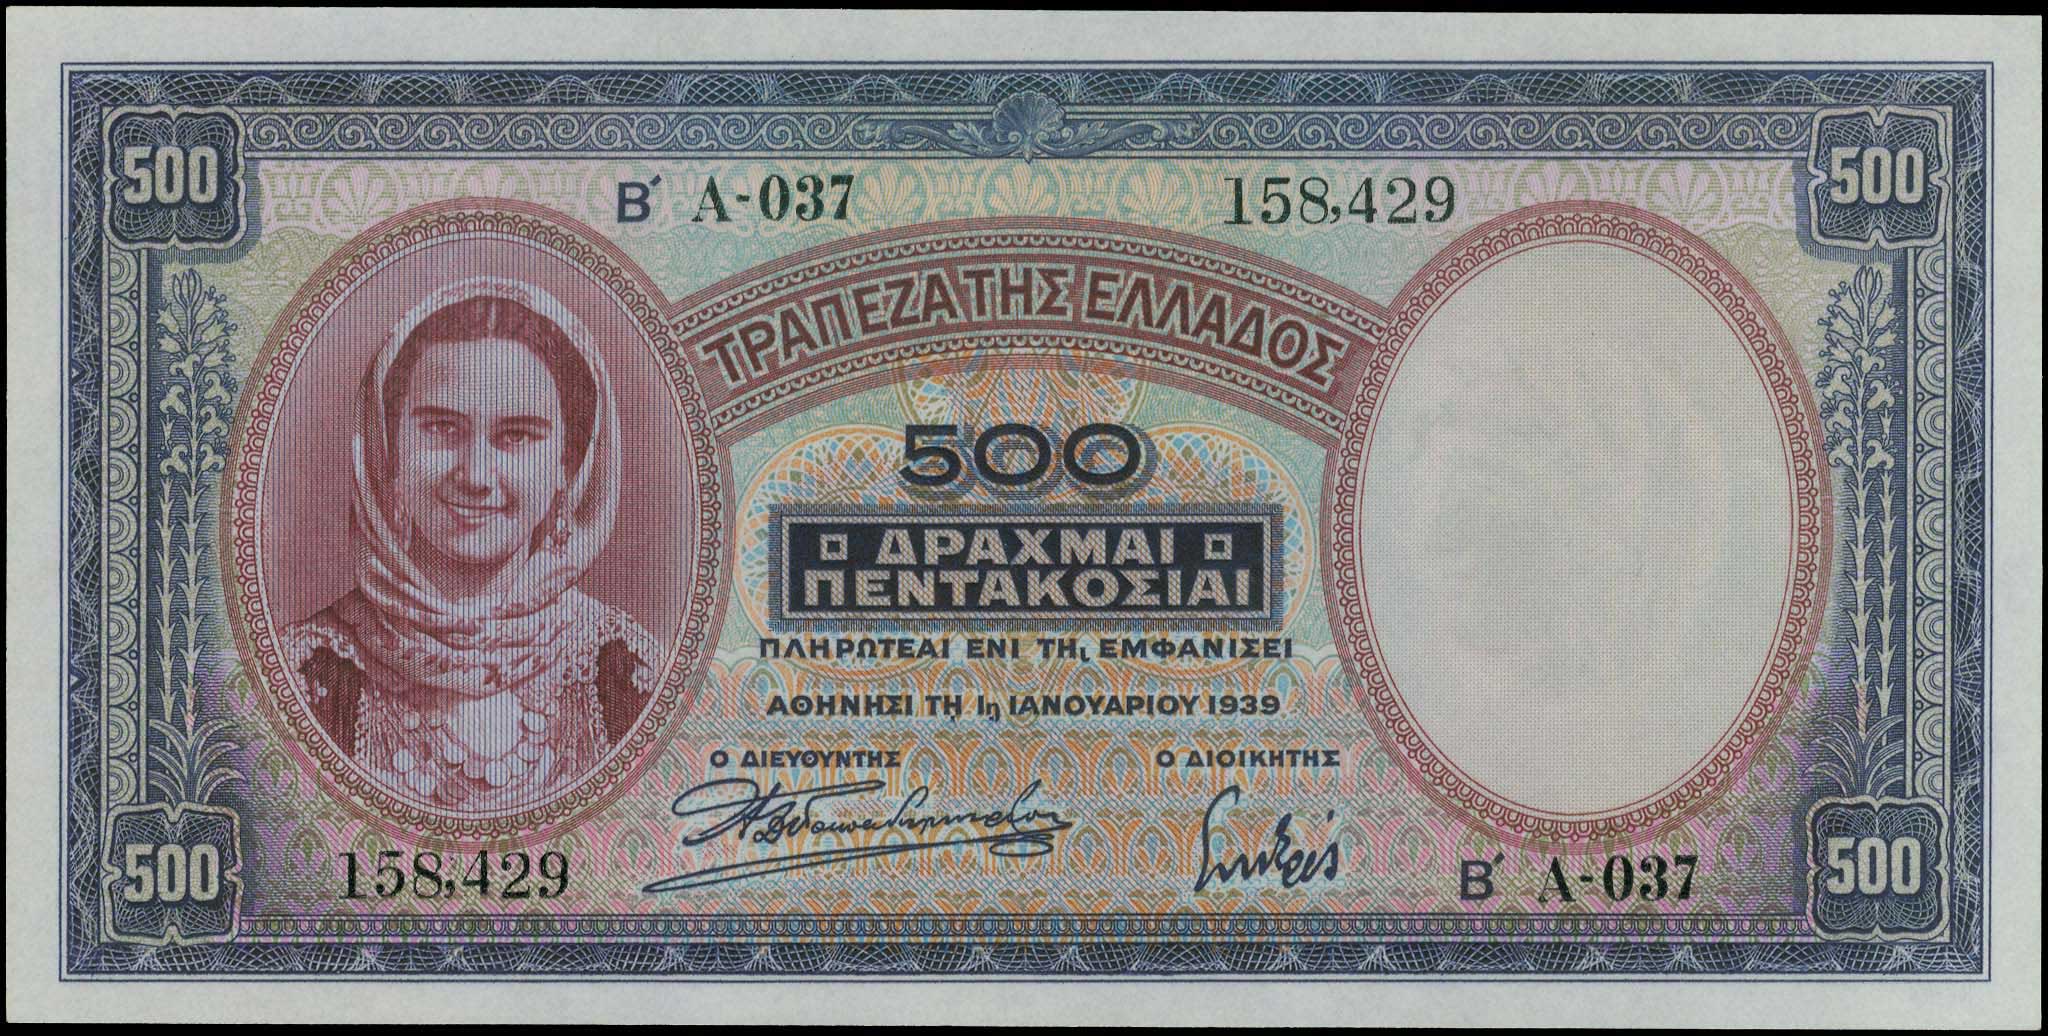 500
500
Β΄ Α-037
158,429
ΤΡΑΠΕΖΑ ΤΗΣ ΕΛΛΑΔΟΣ
500
ΔΡΑΧΜΑΙ
ΠΕΝΤΑΚΟΣΙΑΙ
ΠΛΗΡΩΤΕΑΙ ΕΝΙ ΤΗι ΕΜΦΑΝΙΣΕΙ
ΑΘΗΝΗΣΙ ΤΗ 1η ΙΑΝΟΥΑΡΙΟΥ 1939
Ο ΔΙΕΥΘΥΝΤΗΣ
Ο ΔΙΟΙΚΗΤΗΣ
158,429
Β΄ Α-037
500
500